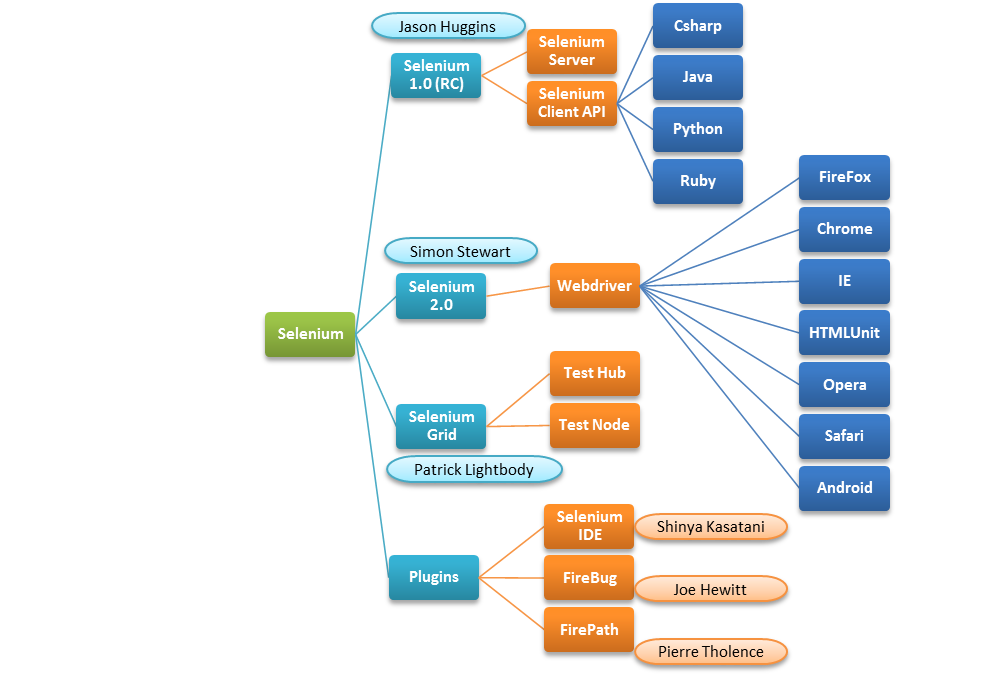 Jason Huggins
Selenium
1.0 (RC)
Selenium
Server
Selenium
Client API
Csharp
Java
Python
Ruby
Simon Stewart
Selenium
2.0
Webdriver
FireFox
Chrome
IE
HTMLUnit
Opera
Safari
Android
Selenium
Selenium
Grid
Patrick Lightbody
Test Hub
Test Node
Plugins
Selenium
IDE
Shinya Kasatani
FireBug
Joe Hewitt
FirePath
Pierre Tholence